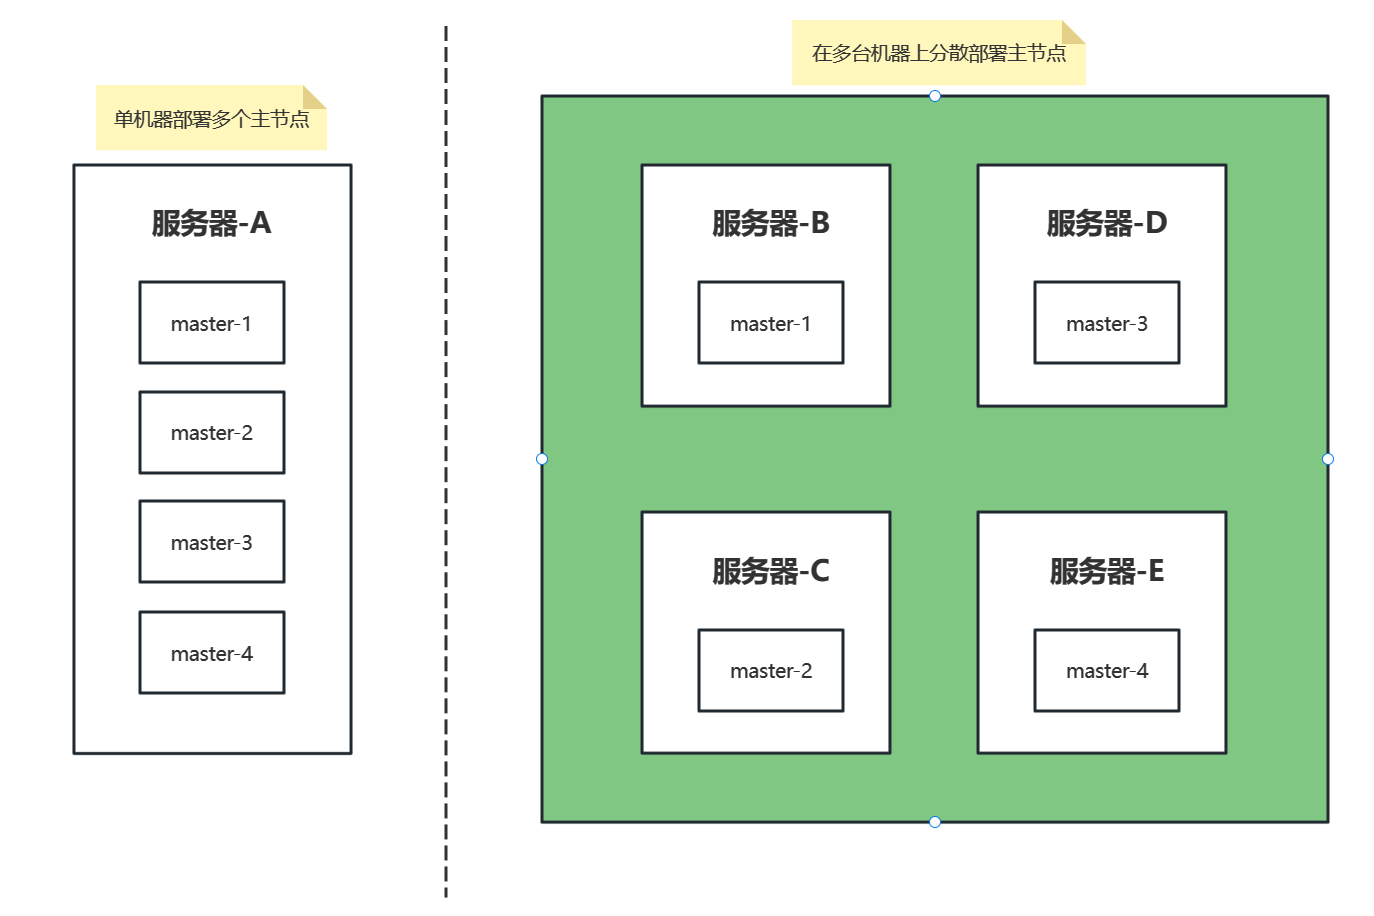 单机器部署多个主节点
服务器-A
master-1
master-2
master-3
master-4
在多台机器上分散部署主节点
服务器-B
master-1
服务器-D
master-3
服务器-C
master-2
服务器-E
master-4